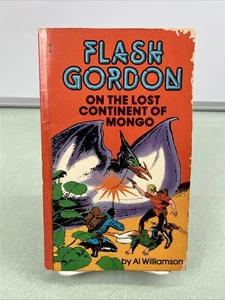 FLASH
GORDON
ON THE LOST
CONTINENT OF
MONGO
by Al Williamson